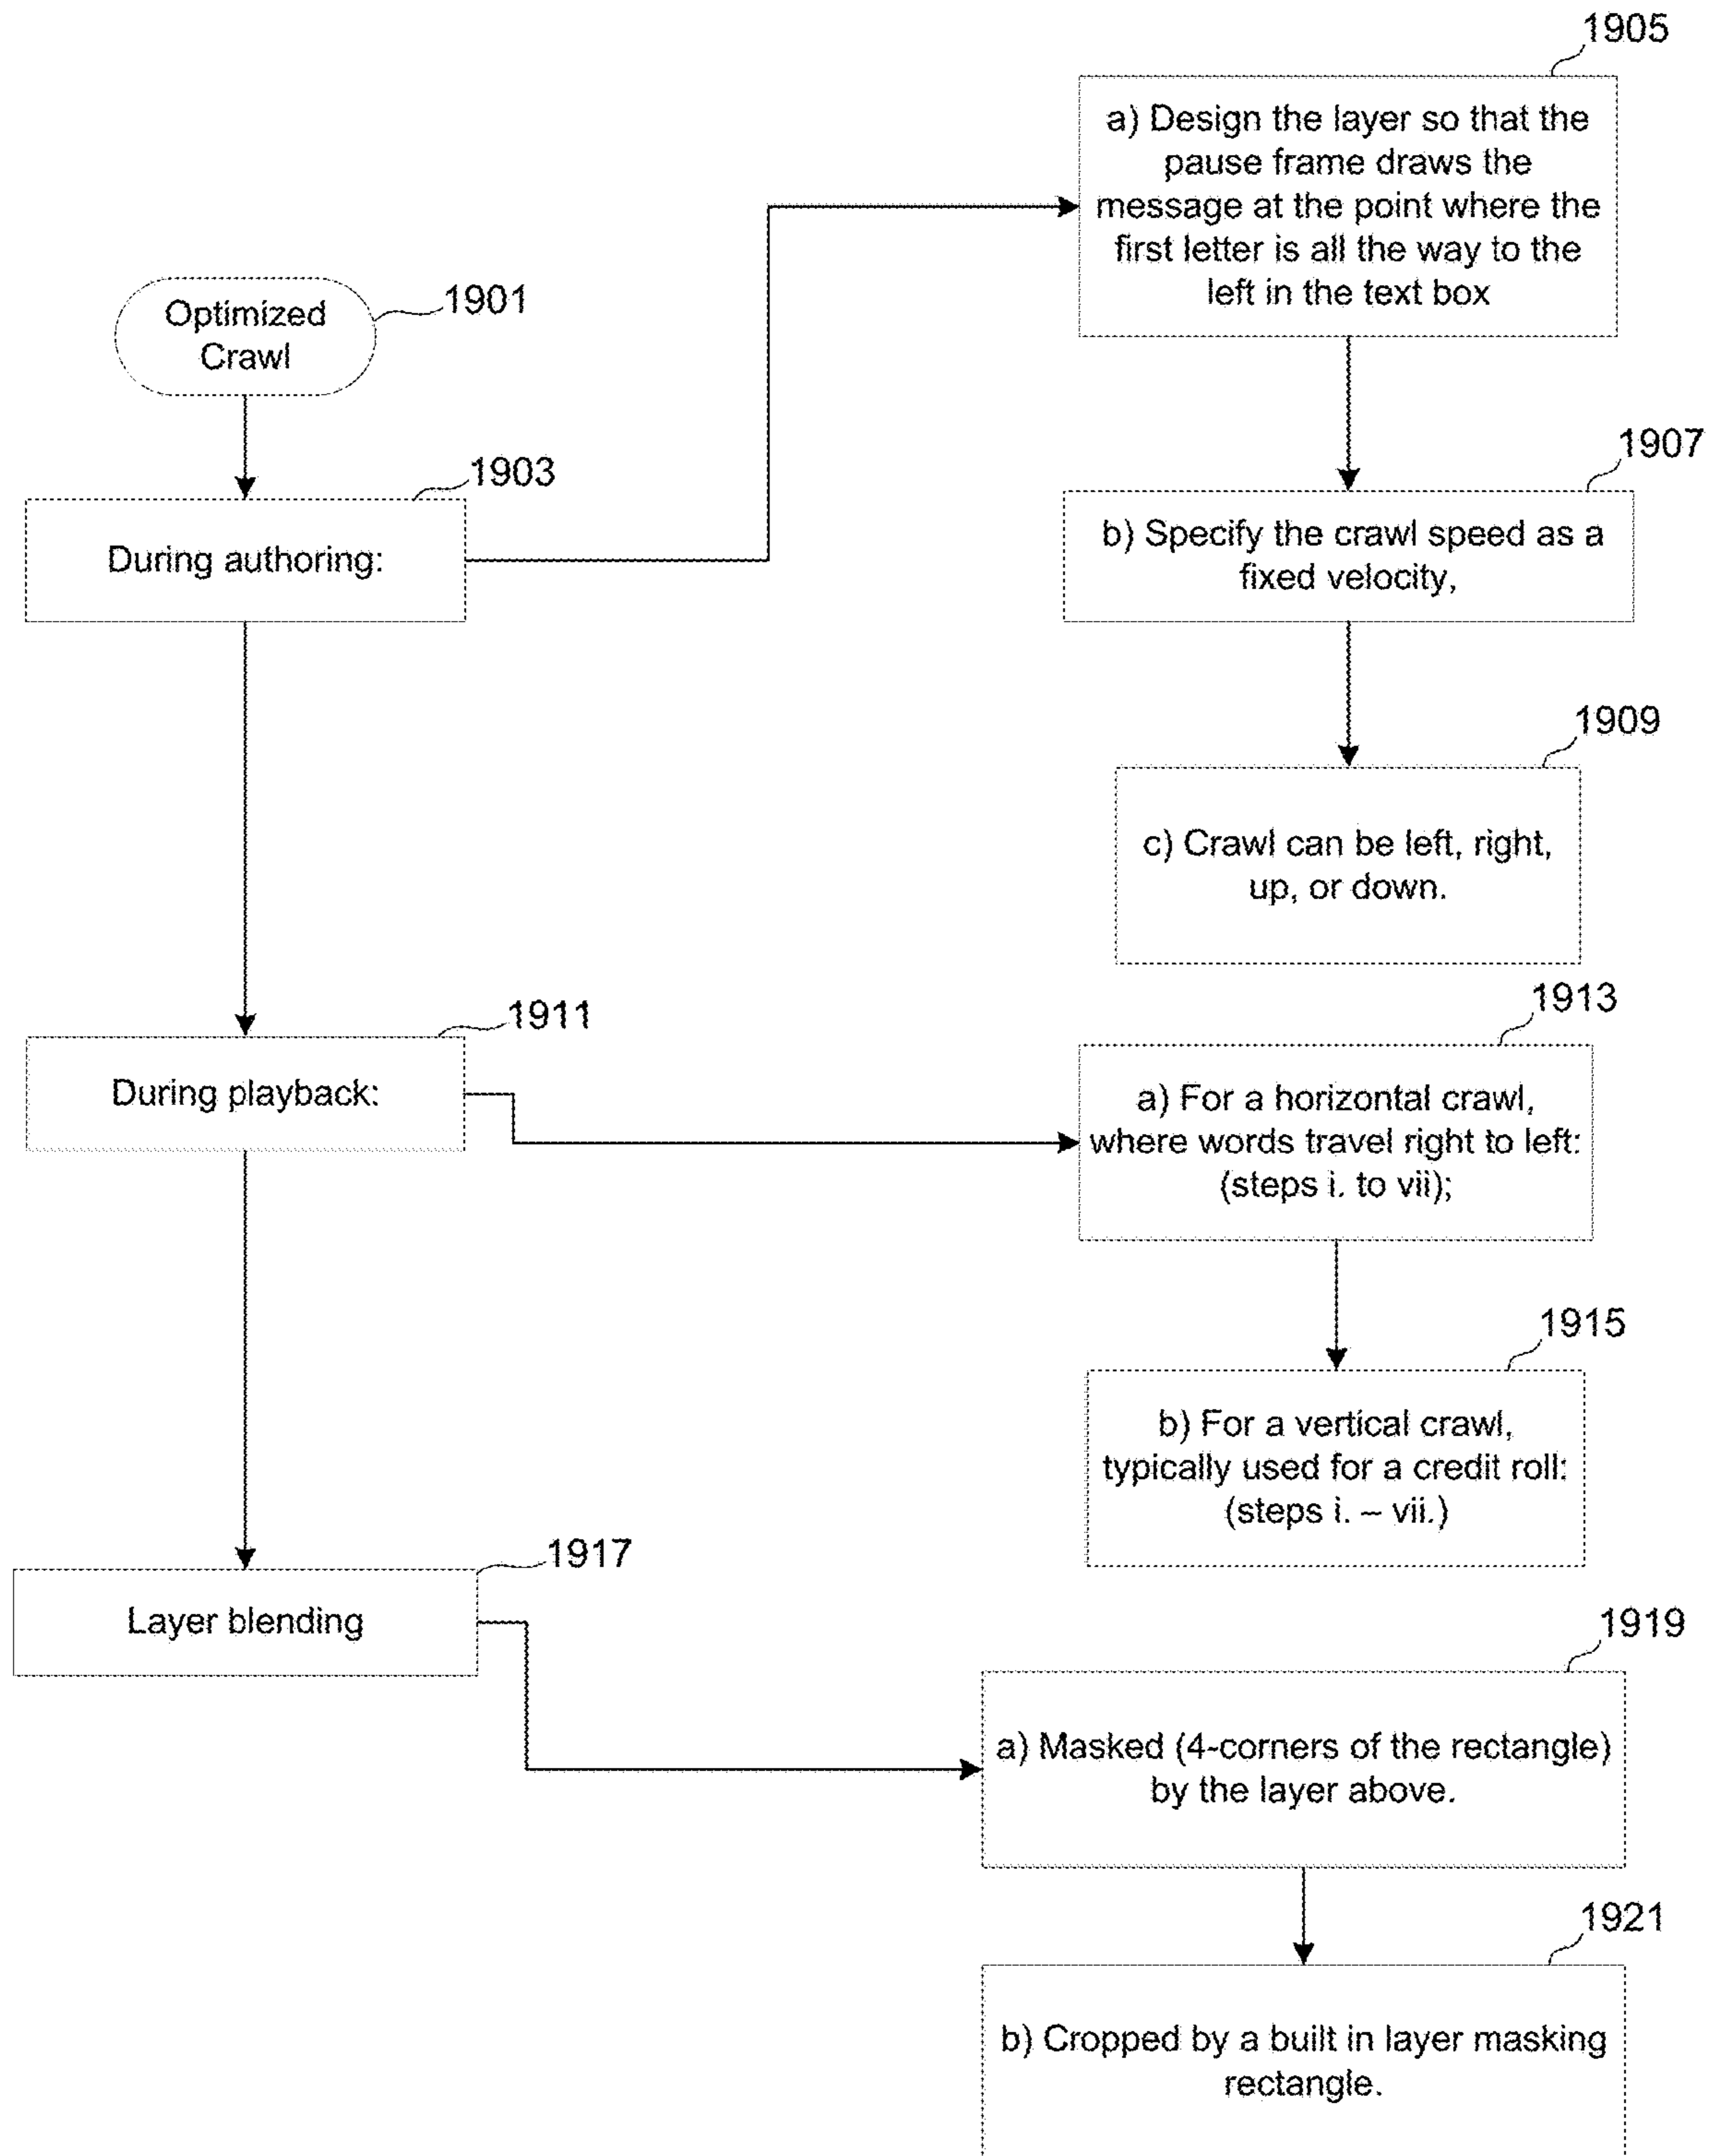 1905
a) Design the layer so that the
pause frame draws the
message at the point where the
first letter is all the way to the
left in the text box
Optimized
Crawl
1901
1903
During authoring:
1907
b) Specify the crawl speed as a
fixed velocity,
1909
c) Crawl can be left, right,
up, or down.
1911
During playback:
1913
a) For a horizontal crawl,
where words travel right to left:
(steps i. to vii);
1915
b) For a vertical crawl,
typically used for a credit roll:
(steps i. – vii.)
1917
Layer blending
1919
a) Masked (4-corners of the rectangle)
by the layer above.
1921
b) Cropped by a built in layer masking
rectangle.